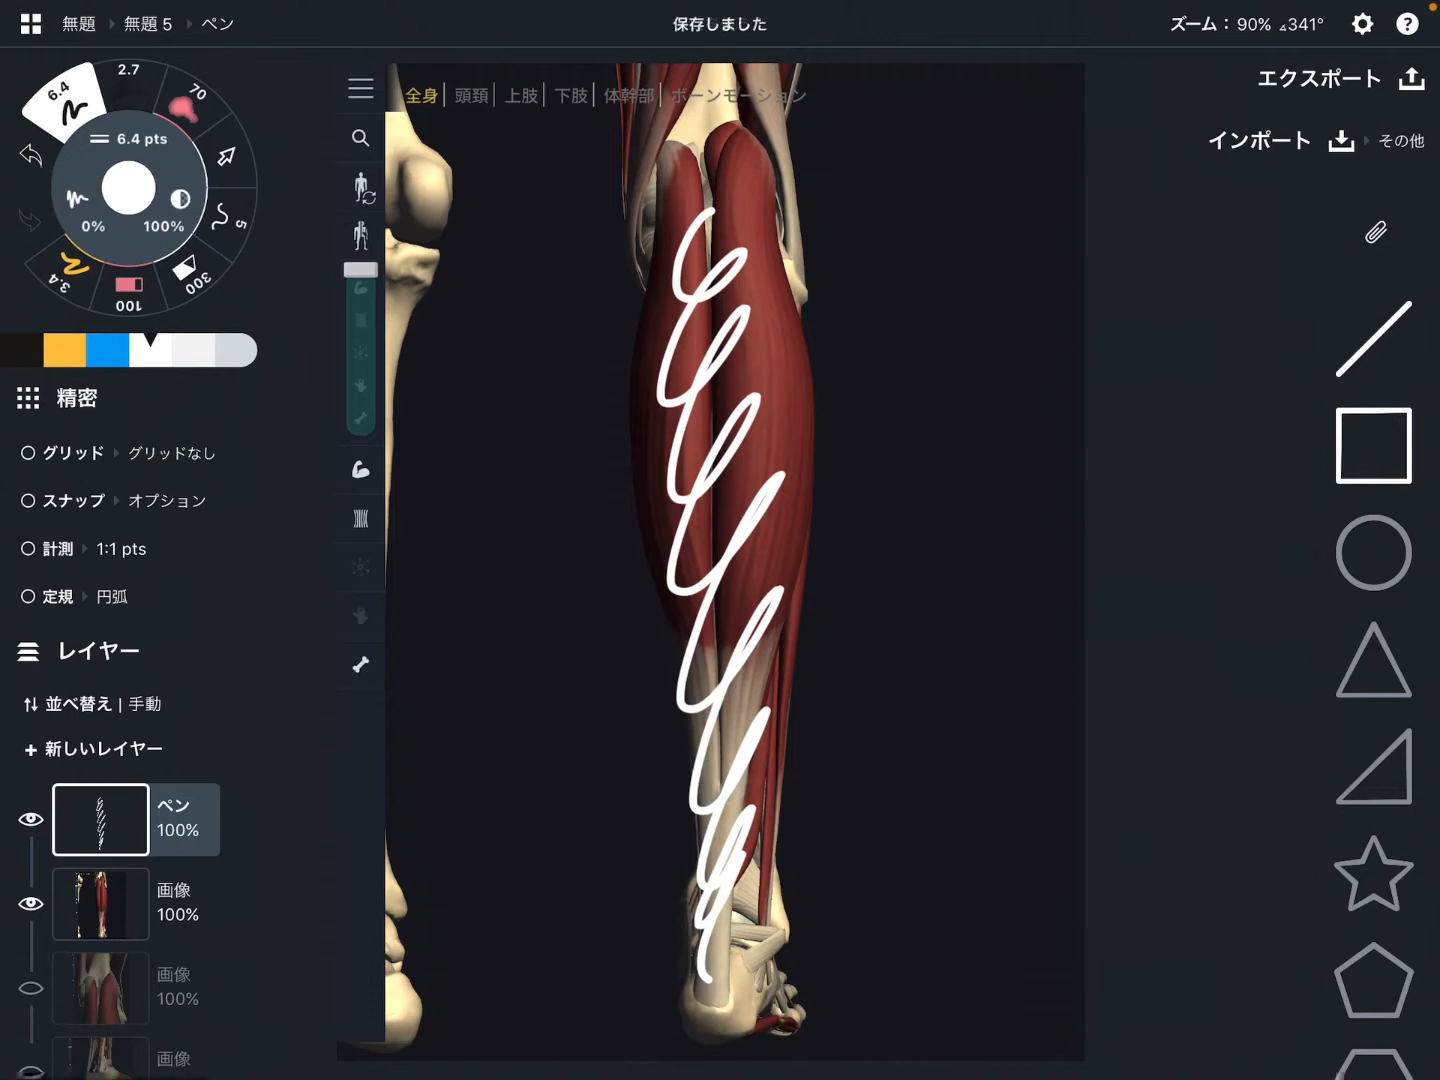 無題 無題 5 ペン
保存しました
ズーム： 90% ⦣341°
エクスポート
インポート その他
6.4
2.7
70
5
300
100
3.4
6.4 pts
0% 100%
全身 頭頚 上肢 下肢 体幹部 ボーンモーション
精密
グリッド グリッドなし
スナップ オプション
計測 1:1 pts
定規 円弧
レイヤー
並べ替え | 手動
+ 新しいレイヤー
ペン
100%
画像
100%
画像
100%
画像